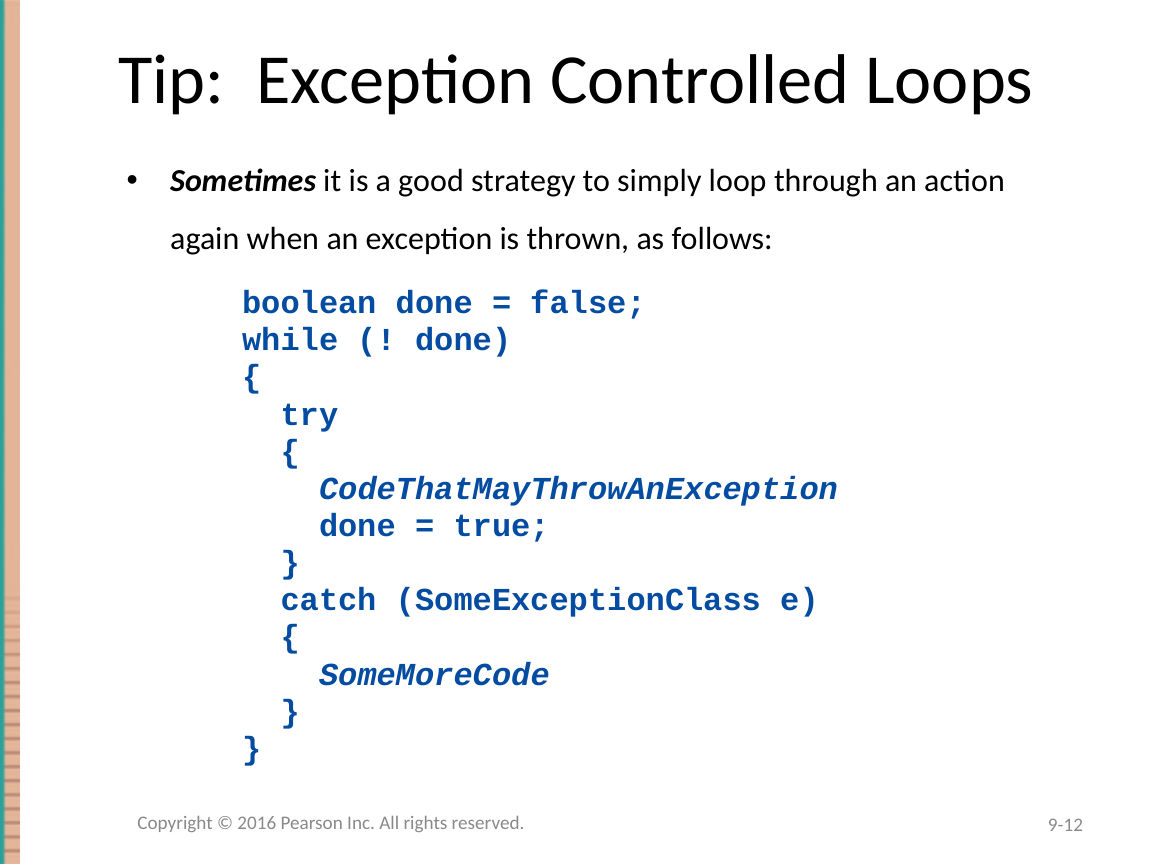 Tip:  Exception Controlled Loops
• Sometimes it is a good strategy to simply loop through an action
again when an exception is thrown, as follows:
boolean done = false;
while (! done)
{
  try
  {
    CodeThatMayThrowAnException
    done = true;
  }
  catch (SomeExceptionClass e)
  {
    SomeMoreCode
  }
}
Copyright © 2016 Pearson Inc. All rights reserved.
9-12